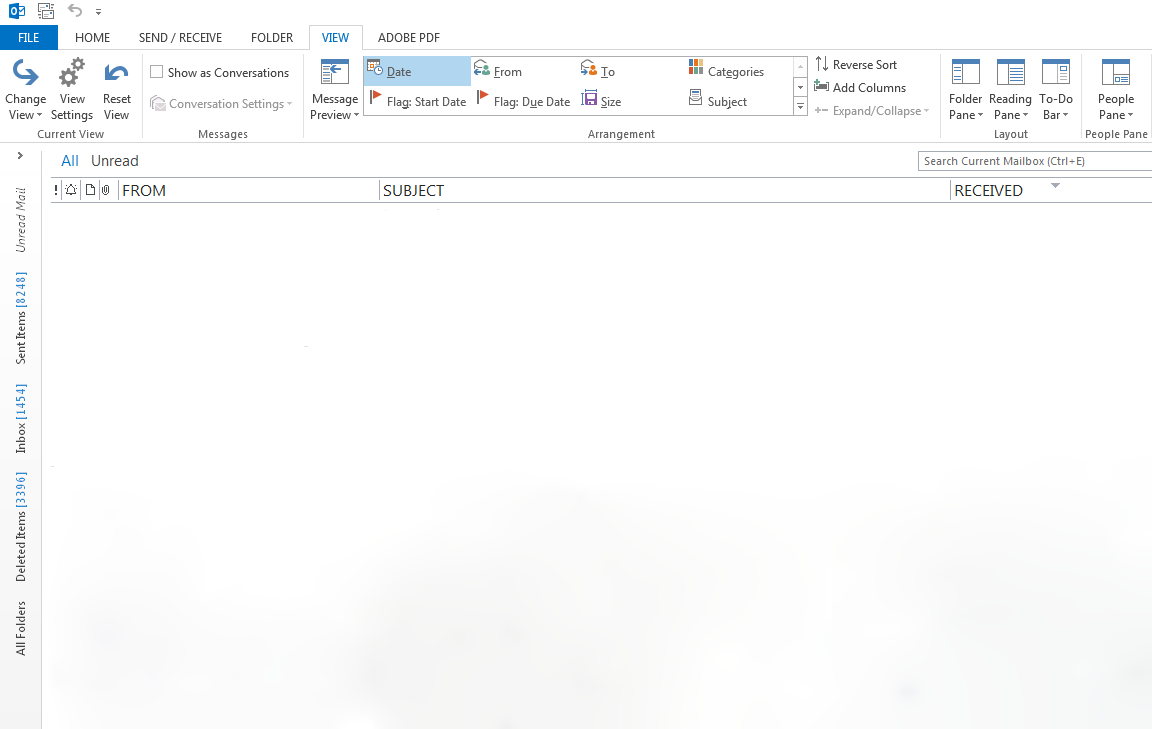 FILE HOME SEND / RECEIVE FOLDER VIEW ADOBE PDF
Change View
View Settings
Reset View
Current View
Show as Conversations
Conversation Settings
Messages
Message Preview
Date From To Categories
Flag: Start Date Flag: Due Date Size Subject
Arrangement
Reverse Sort
Add Columns
Expand/Collapse
Folder Pane
Reading Pane
To-Do Bar
Layout
People Pane
People Pane
All Unread
Search Current Mailbox (Ctrl+E)
! FROM SUBJECT RECEIVED
Unread Mail
Sent Items [8248]
Inbox [1454]
Deleted Items [3396]
All Folders